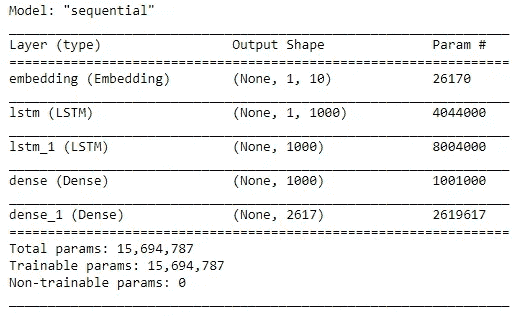 Model: "sequential"
Layer (type) Output Shape Param #
embedding (Embedding) (None, 1, 10) 26170
lstm (LSTM) (None, 1, 1000) 4044000
lstm_1 (LSTM) (None, 1000) 8004000
dense (Dense) (None, 1000) 1001000
dense_1 (Dense) (None, 2617) 2619617
Total params: 15,694,787
Trainable params: 15,694,787
Non-trainable params: 0